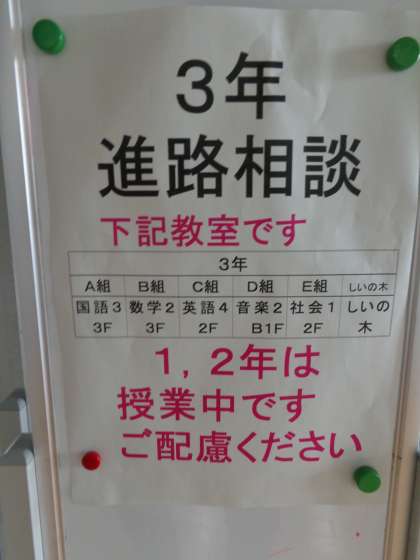 3年
進路相談
下記教室です
3年
A組 B組 C組 D組 E組 しいの木
国語3 数学2 英語4 音楽2 社会1 しいの
3F 3F 2F B1F 2F 木
1,2年は
授業中です
ご配慮ください